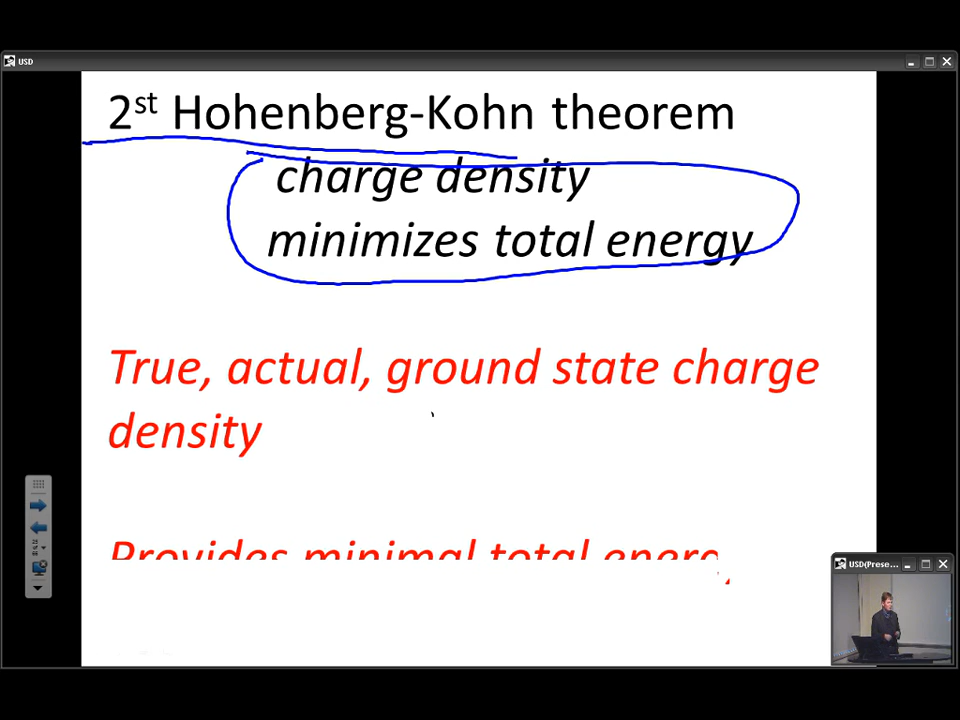 USD
2st Hohenberg-Kohn theorem
charge density
minimizes total energy
True, actual, ground state charge
density
Provides minimal total
USD(Prese...